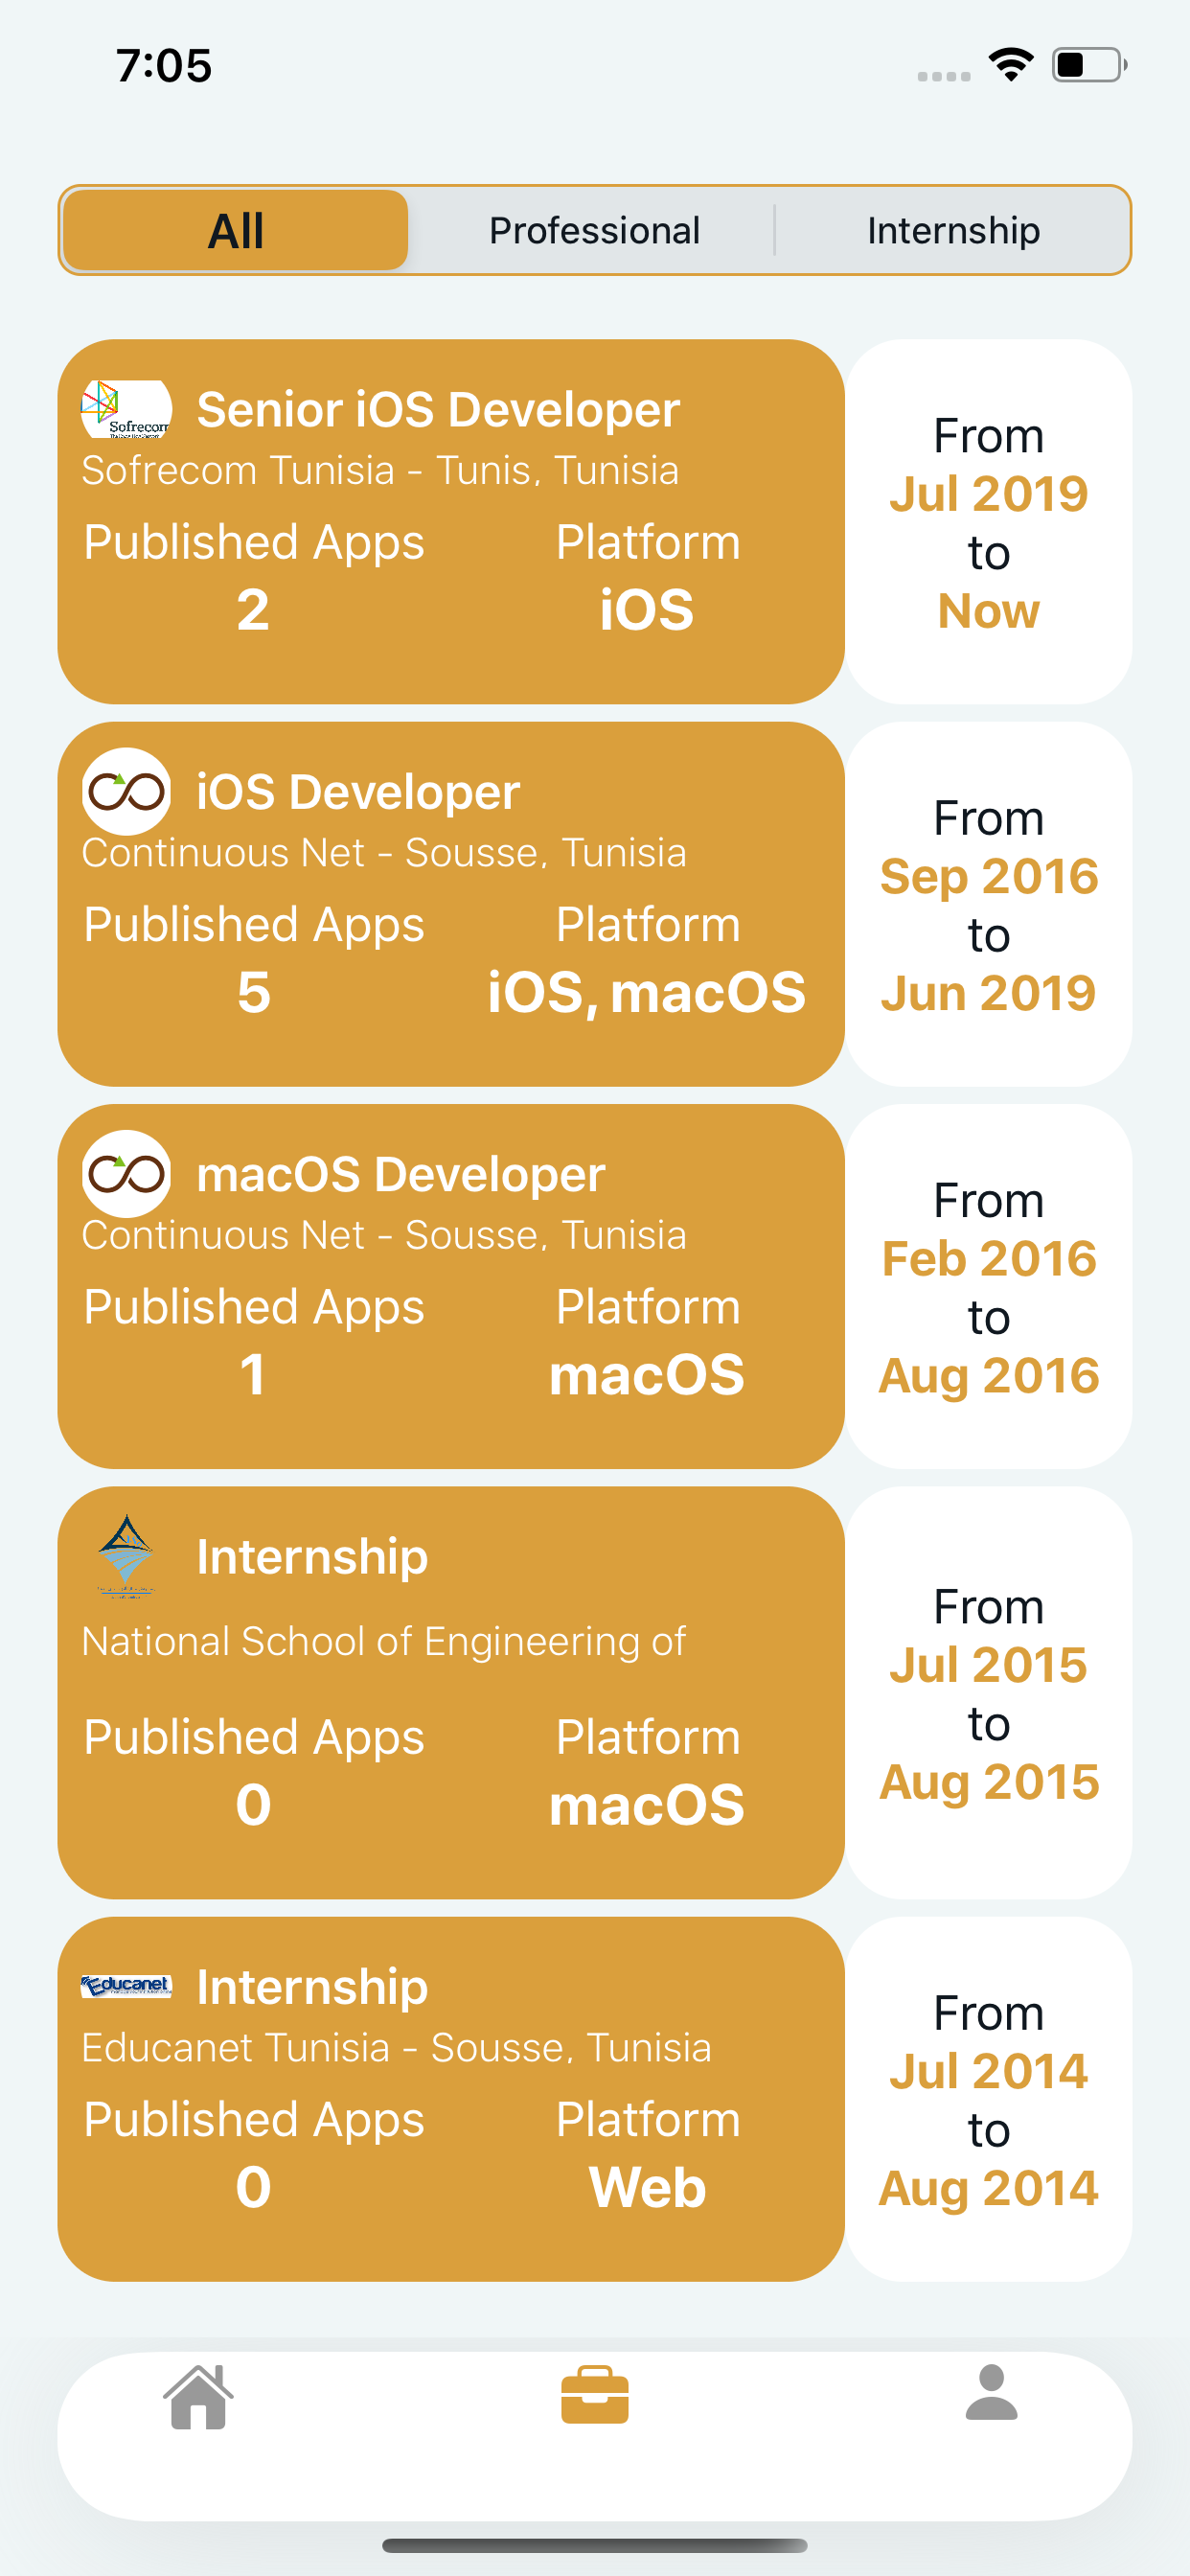 7:05
All
Professional
Internship
Sofrecom
Senior iOS Developer
Sofrecom Tunisia - Tunis, Tunisia
Published Apps
Platform
2
iOS
From
Jul 2019
to
Now
iOS Developer
Continuous Net - Sousse, Tunisia
Published Apps
Platform
5
iOS, macOS
From
Sep 2016
to
Jun 2019
macOS Developer
Continuous Net - Sousse, Tunisia
Published Apps
Platform
1
macOS
From
Feb 2016
to
Aug 2016
Internship
National School of Engineering of
Published Apps
Platform
0
macOS
From
Jul 2015
to
Aug 2015
Educanet
Internship
Educanet Tunisia - Sousse, Tunisia
Published Apps
Platform
0
Web
From
Jul 2014
to
Aug 2014